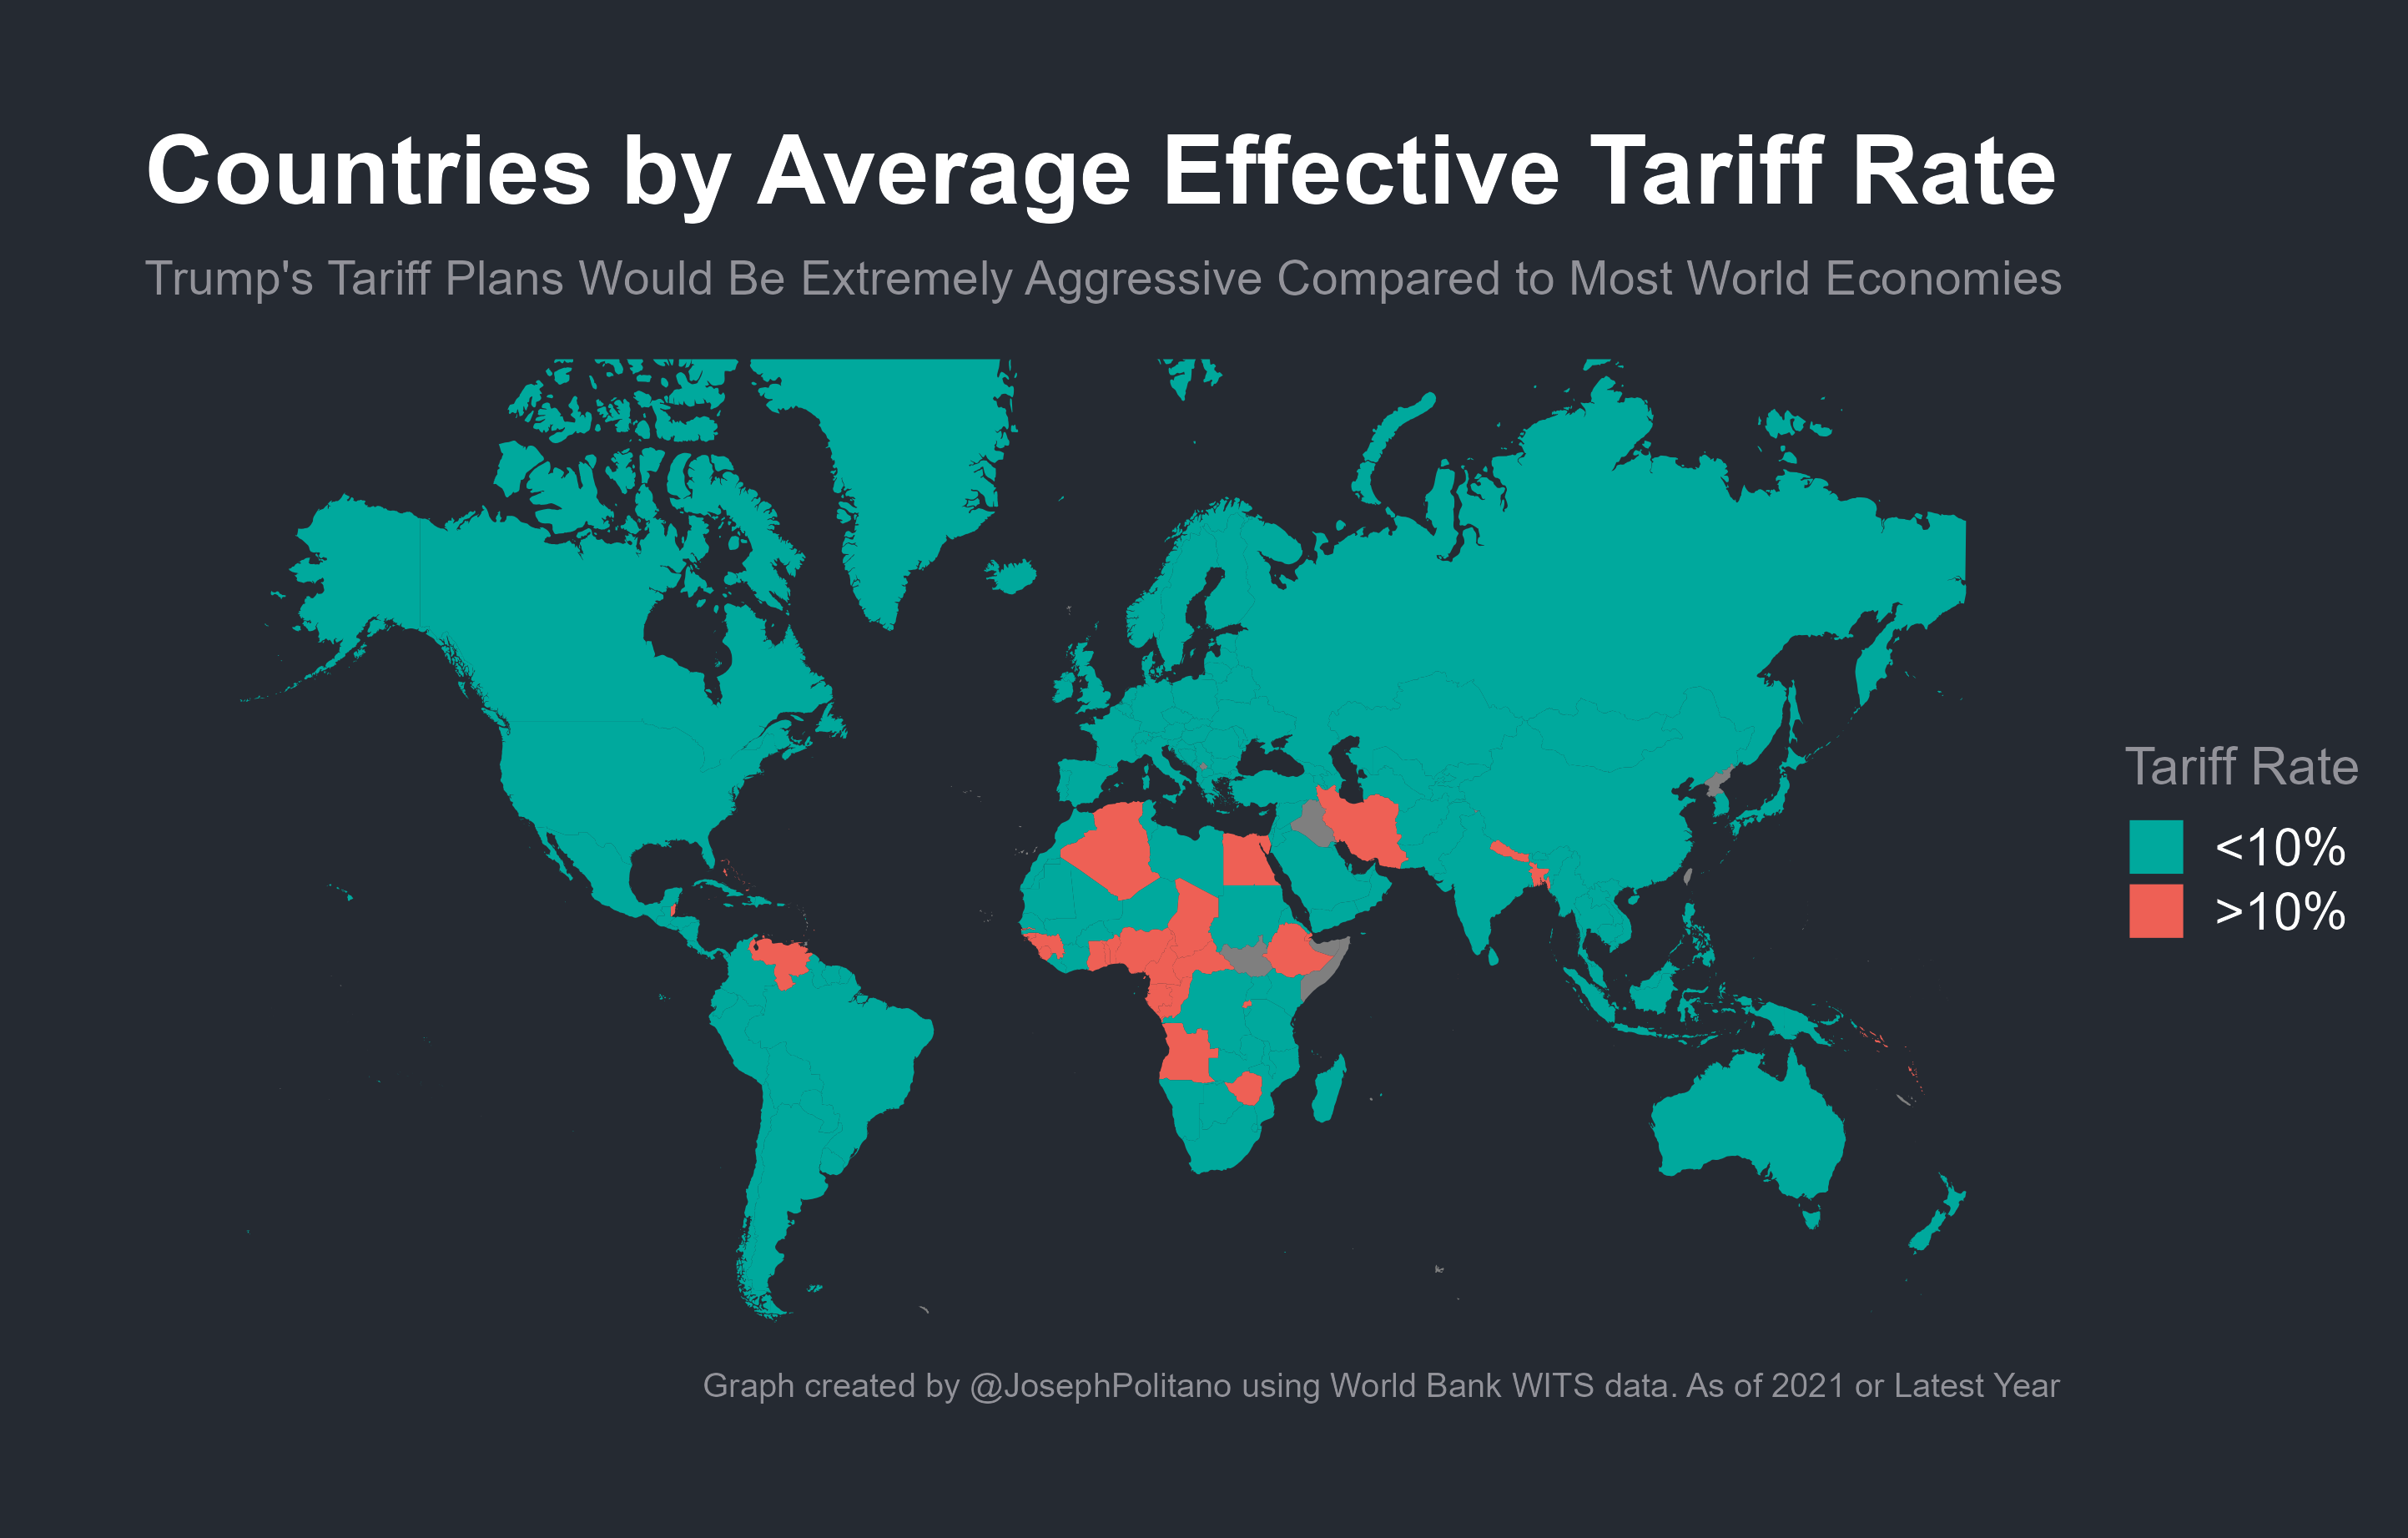 Countries by Average Effective Tariff Rate
Trump's Tariff Plans Would Be Extremely Aggressive Compared to Most World Economies
Tariff Rate
<10%
>10%
Graph created by @JosephPolitano using World Bank WITS data. As of 2021 or Latest Year